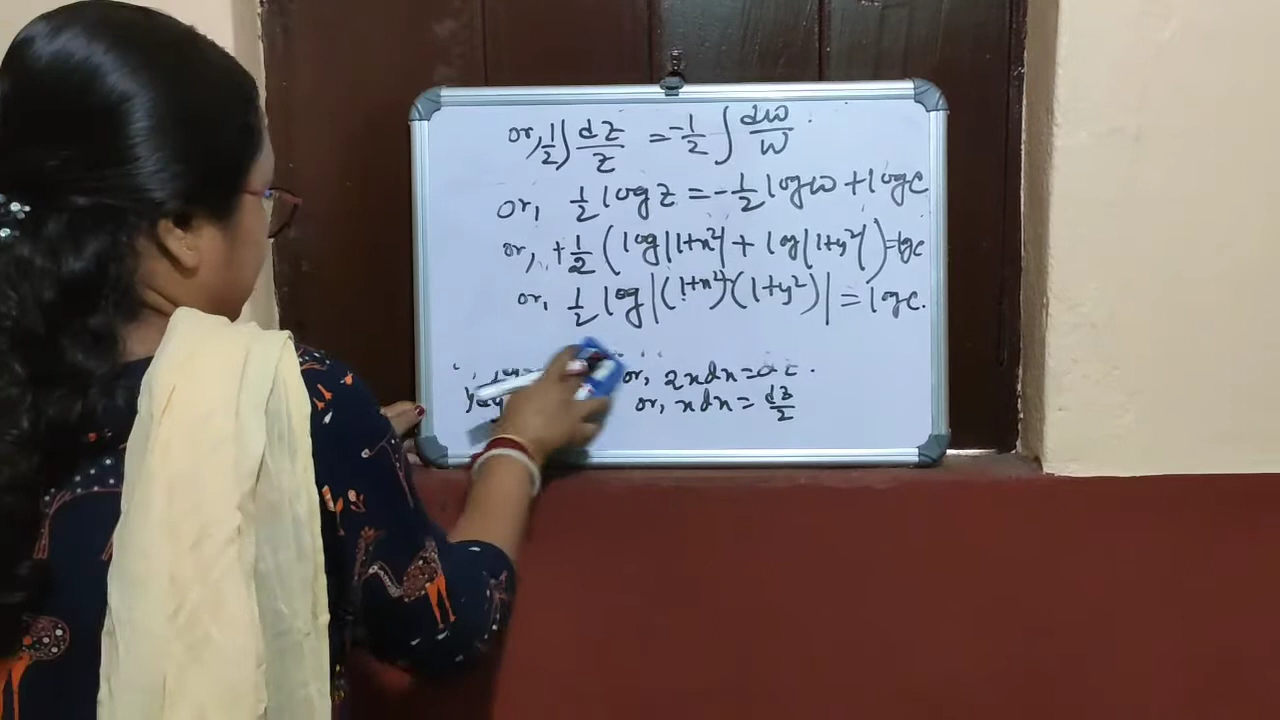 or, 1/2 ∫ dz/z = -1/2 ∫ dw/w .
or, 1/2 log z = -1/2 log w + log c
or, + 1/2 ( log|1+x²| + log|1+y²| ) = log c
or, 1/2 log |(1+x²)(1+y²)| = log c.
or, 2xdx = dz.
or, xdx = dz/2